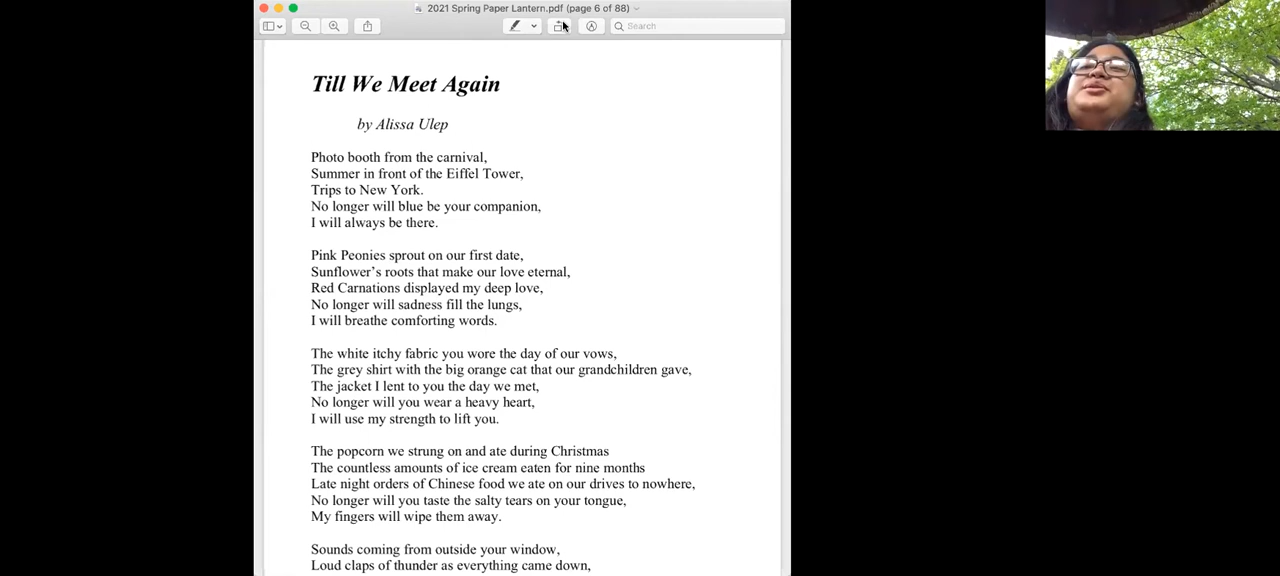 2021 Spring Paper Lantern.pdf (page 6 of 88)
Search
Till We Meet Again
by Alissa Ulep
Photo booth from the carnival,
Summer in front of the Eiffel Tower,
Trips to New York.
No longer will blue be your companion,
I will always be there.
Pink Peonies sprout on our first date,
Sunflower's roots that make our love eternal,
Red Carnations displayed my deep love,
No longer will sadness fill the lungs,
I will breathe comforting words.
The white itchy fabric you wore the day of our vows,
The grey shirt with the big orange cat that our grandchildren gave,
The jacket I lent to you the day we met,
No longer will you wear a heavy heart,
I will use my strength to lift you.
The popcorn we strung on and ate during Christmas
The countless amounts of ice cream eaten for nine months
Late night orders of Chinese food we ate on our drives to nowhere,
No longer will you taste the salty tears on your tongue,
My fingers will wipe them away.
Sounds coming from outside your window,
Loud claps of thunder as everything came down,